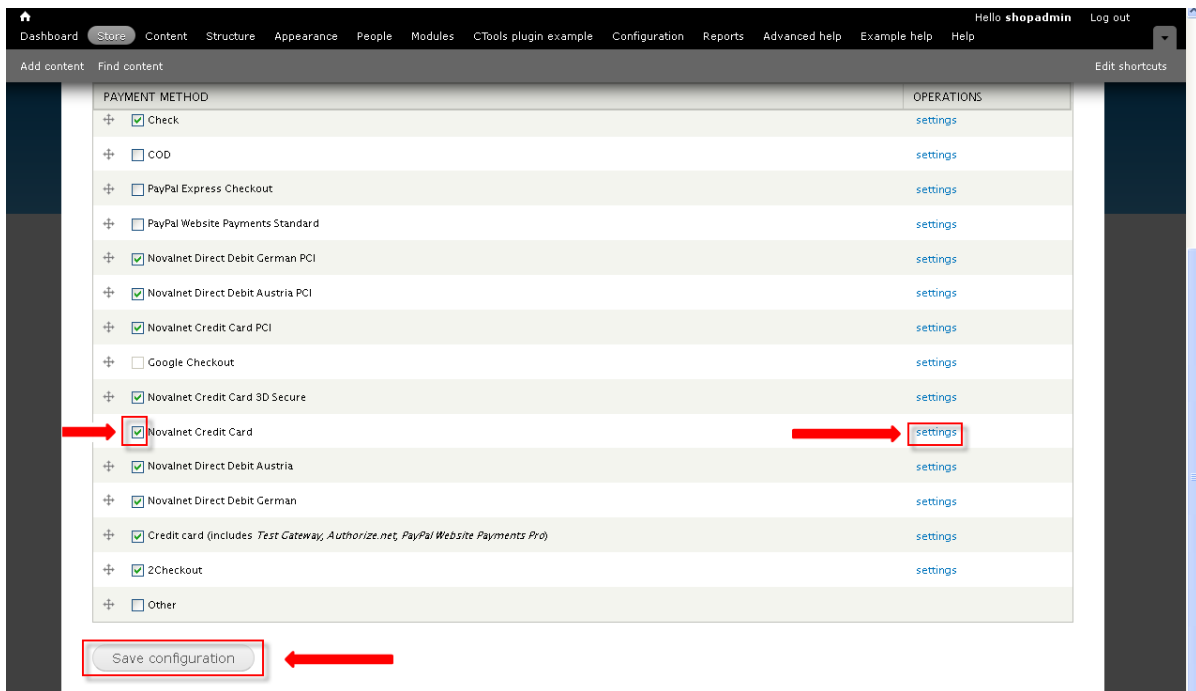 Hello shopadmin Log out
Dashboard Store Content Structure Appearance People Modules CTools plugin example Configuration Reports Advanced help Example help Help
Add content Find content Edit shortcuts
PAYMENT METHOD OPERATIONS
Check settings
COD settings
PayPal Express Checkout settings
PayPal Website Payments Standard settings
Novalnet Direct Debit German PCI settings
Novalnet Direct Debit Austria PCI settings
Novalnet Credit Card PCI settings
Google Checkout settings
Novalnet Credit Card 3D Secure settings
Novalnet Credit Card settings
Novalnet Direct Debit Austria settings
Novalnet Direct Debit German settings
Credit card (includes Test Gateway, Authorize.net, PayPal Website Payments Pro) settings
2Checkout settings
Other
Save configuration